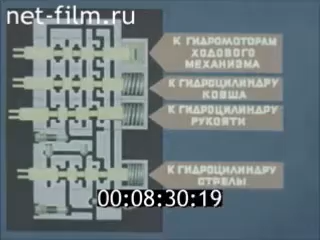 net-film.ru
К ГИДРОМОТОРАМ
ХОДОВОГО
МЕХАНИЗМА
К ГИДРОЦИЛИНДРУ
КОВША
К ГИДРОЦИЛИНДРУ
РУКОЯТИ
К ГИДРОЦИЛИНДРУ
СТРЕЛЫ
00:08:30:19